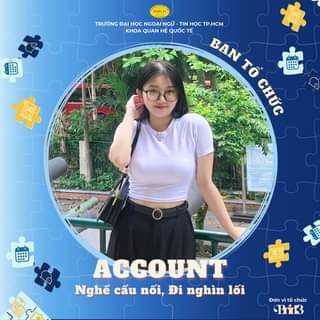 TRƯỜNG ĐẠI HỌC NGOẠI NGỮ - TIN HỌC TP.HCM
KHOA QUAN HỆ QUỐC TẾ
BAN TỔ CHỨC
ACCOUNT
Nghề cầu nối, Đi nghìn lối
Đơn vị tổ chức